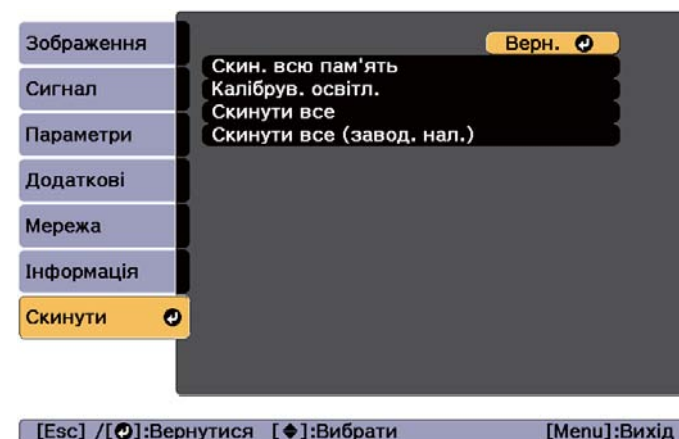 Зображення
Сигнал
Параметри
Додаткові
Мережа
Інформація
Скинути
Верн.
Скин. всю пам'ять
Калібрув. освітл.
Скинути все
Скинути все (завод. нал.)
[Esc] /[]:Вернутися [◆]:Вибрати [Menu]:Вихід